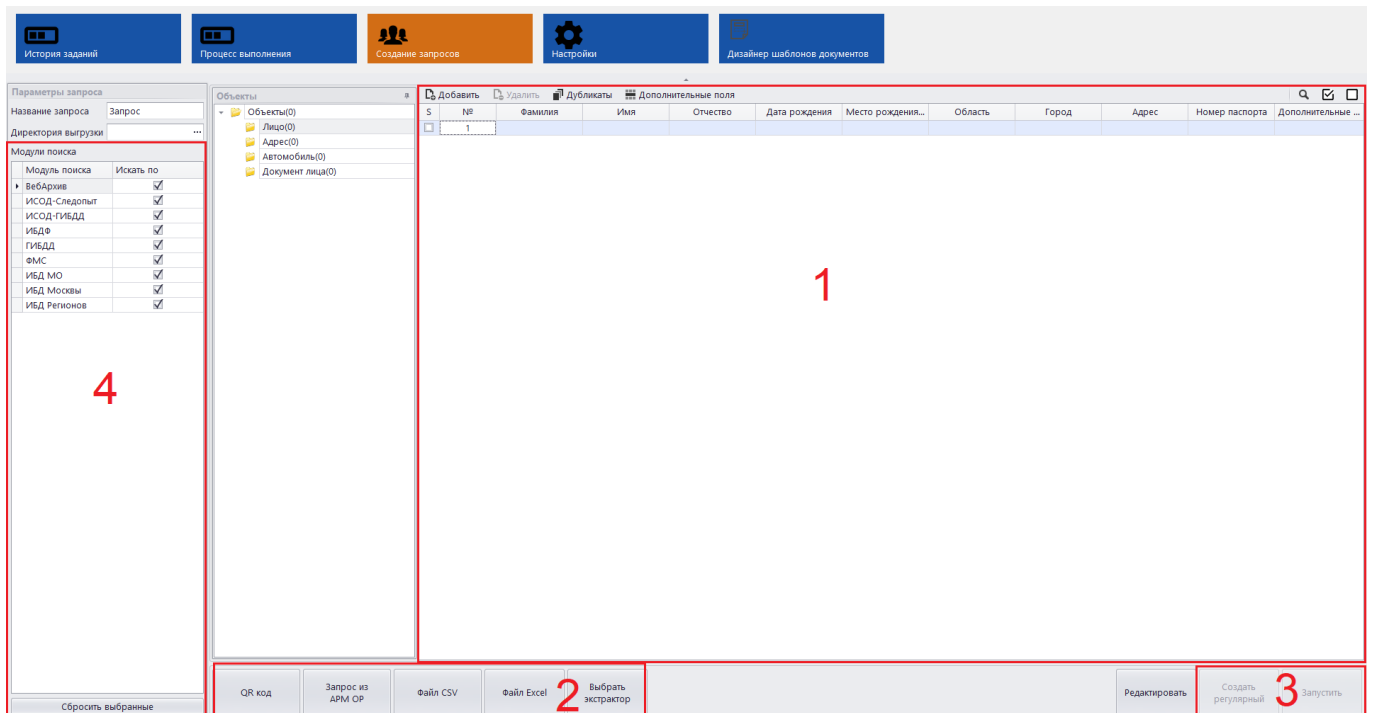 История заданий
Процесс выполнения
Создание запросов
Настройки
Дизайнер шаблонов документов
Параметры запроса
Название запроса Запрос
Директория выгрузки ...
Модули поиска
Модуль поиска Искать по
ВебАрхив
ИСОД-Следопыт
ИСОД-ГИБДД
ИБДФ
ГИБДД
ФМС
ИБД МО
ИБД Москвы
ИБД Регионов
4
Сбросить выбранные
Объекты
Объекты(0)
Лицо(0)
Адрес(0)
Автомобиль(0)
Документ лица(0)
Добавить Удалить Дубликаты Дополнительные поля
S № Фамилия Имя Отчество Дата рождения Место рождения... Область Город Адрес Номер паспорта Дополнительные ...
1
1
QR код
Запрос из
АРМ ОР
Файл CSV
Файл Excel
2
Выбрать
экстрактор
Редактировать
Создать
регулярный
3
Запустить